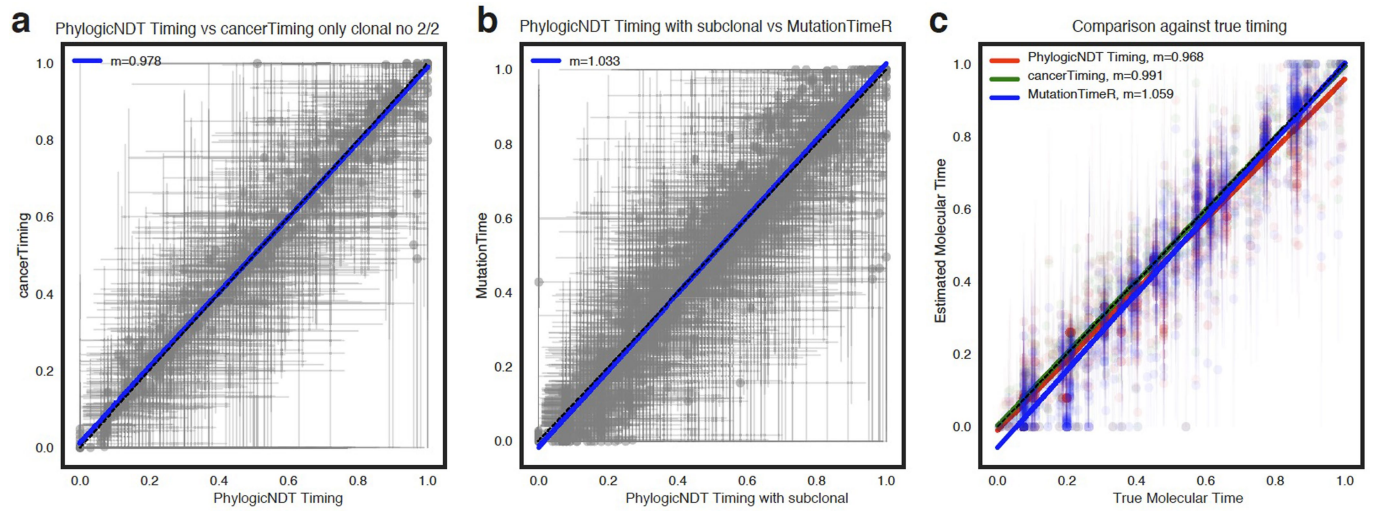 a
PhylogicNDT Timing vs cancerTiming only clonal no 2/2
m=0.978
1.0
0.8
0.6
0.4
0.2
0.0
cancerTiming
0.0 0.2 0.4 0.6 0.8 1.0
PhylogicNDT Timing
b
PhylogicNDT Timing with subclonal vs MutationTimeR
m=1.033
1.0
0.8
0.6
0.4
0.2
0.0
MutationTime
0.0 0.2 0.4 0.6 0.8 1.0
PhylogicNDT Timing with subclonal
c
Comparison against true timing
PhylogicNDT Timing, m=0.968
cancerTiming, m=0.991
MutationTimeR, m=1.059
1.0
0.8
0.6
0.4
0.2
0.0
Estimated Molecular Time
0.0 0.2 0.4 0.6 0.8 1.0
True Molecular Time